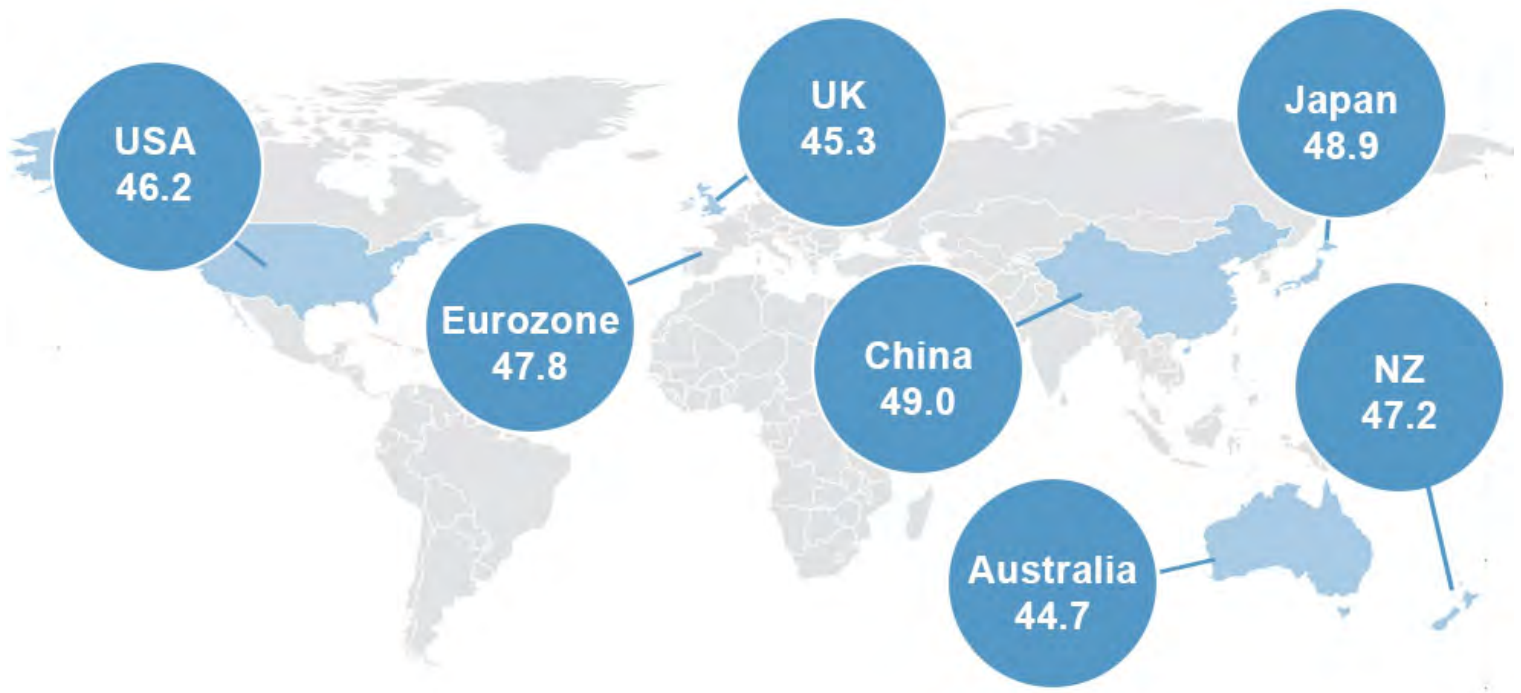 USA
46.2
UK
45.3
Japan
48.9
Eurozone
47.8
China
49.0
NZ
47.2
Australia
44.7